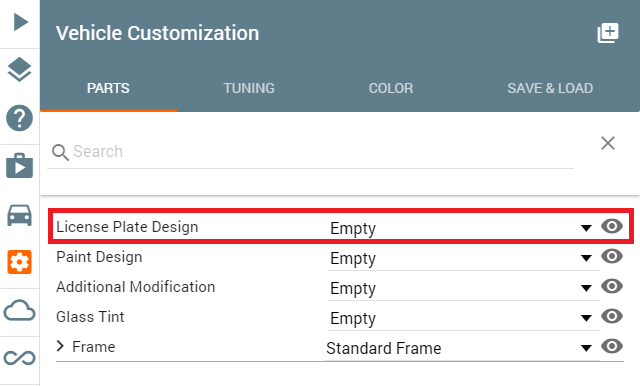 Vehicle Customization
PARTS TUNING COLOR SAVE & LOAD
Search
License Plate Design Empty
Paint Design Empty
Additional Modification Empty
Glass Tint Empty
Frame Standard Frame